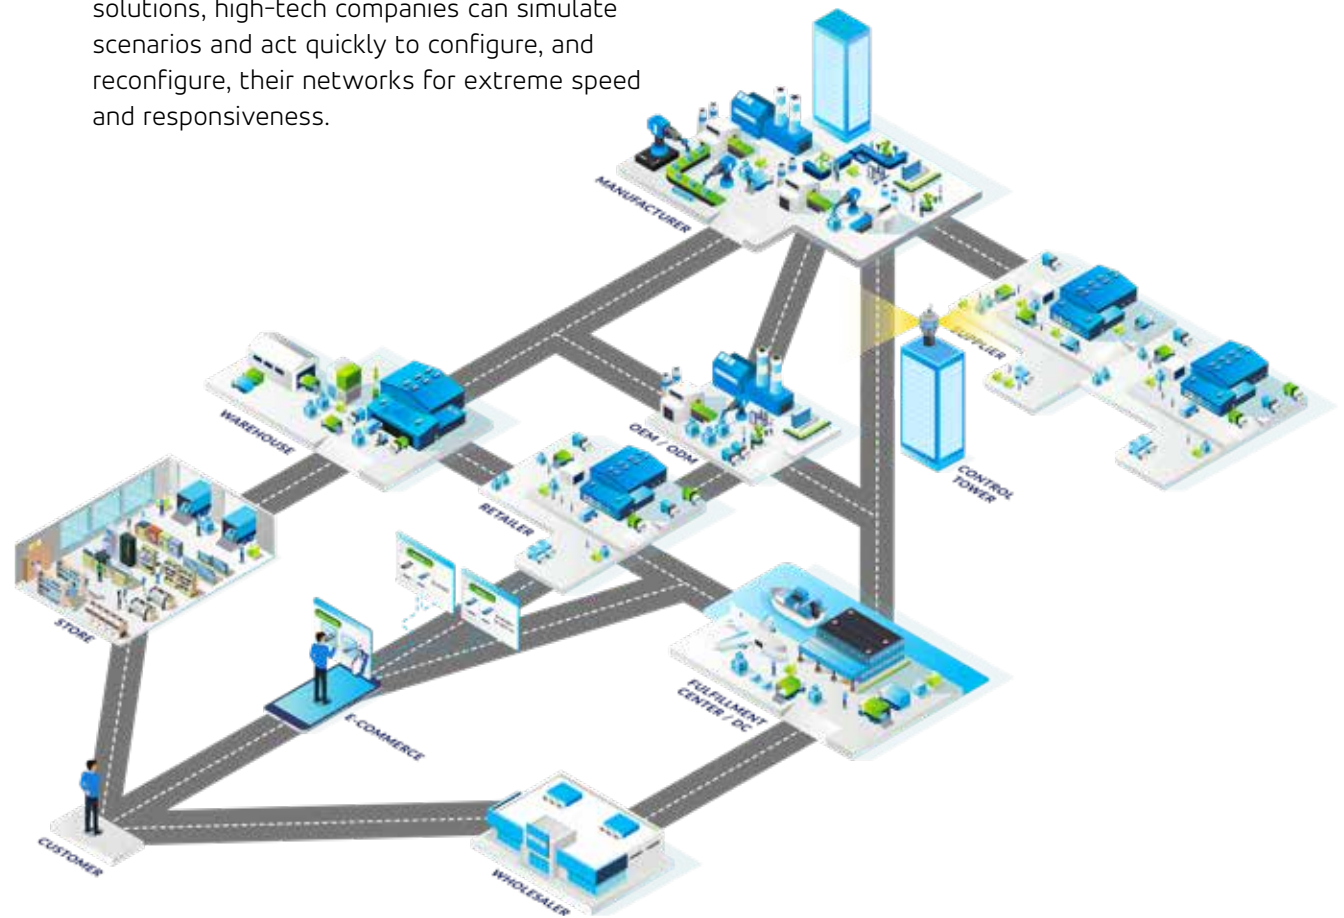 solutions, high-tech companies can simulate
scenarios and act quickly to configure, and
reconfigure, their networks for extreme speed
and responsiveness.
MANUFACTURER
SUPPLIER
WAREHOUSE
OEM / ODM
CONTROL
TOWER
RETAILER
STORE
FULFILLMENT
CENTER / DC
E-COMMERCE
CUSTOMER
WHOLESALER